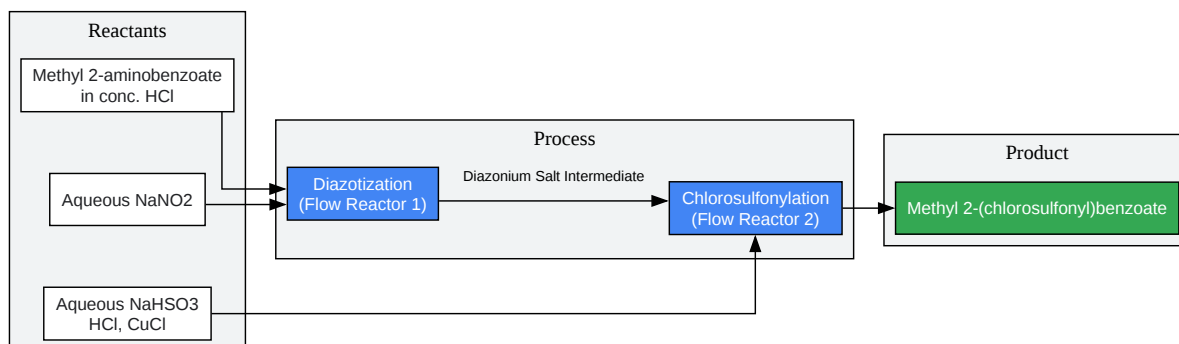 Reactants
Methyl 2-aminobenzoate
in conc. HCl
Aqueous NaNO2
Aqueous NaHSO3
HCl, CuCl
Process
Diazotization
(Flow Reactor 1)
Diazonium Salt Intermediate
Chlorosulfonylation
(Flow Reactor 2)
Product
Methyl 2-(chlorosulfonyl)benzoate